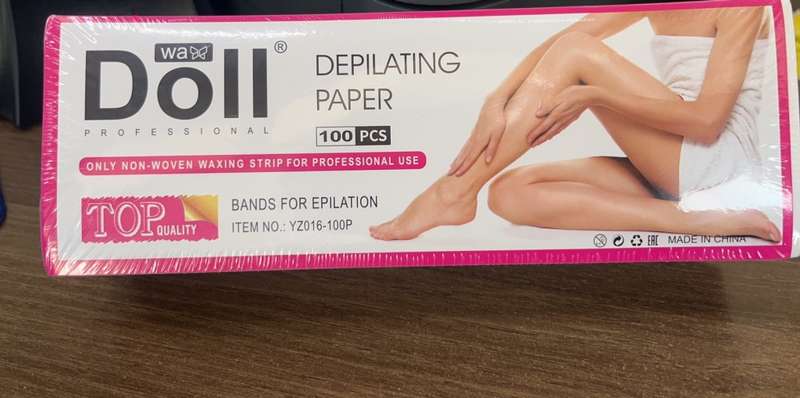 wax
Doll®
PROFESSIONAL
DEPILATING
PAPER
100 PCS
ONLY NON-WOVEN WAXING STRIP FOR PROFESSIONAL USE
TOP QUALITY
BANDS FOR EPILATION
ITEM NO.: YZ016-100P
EAC MADE IN CHINA